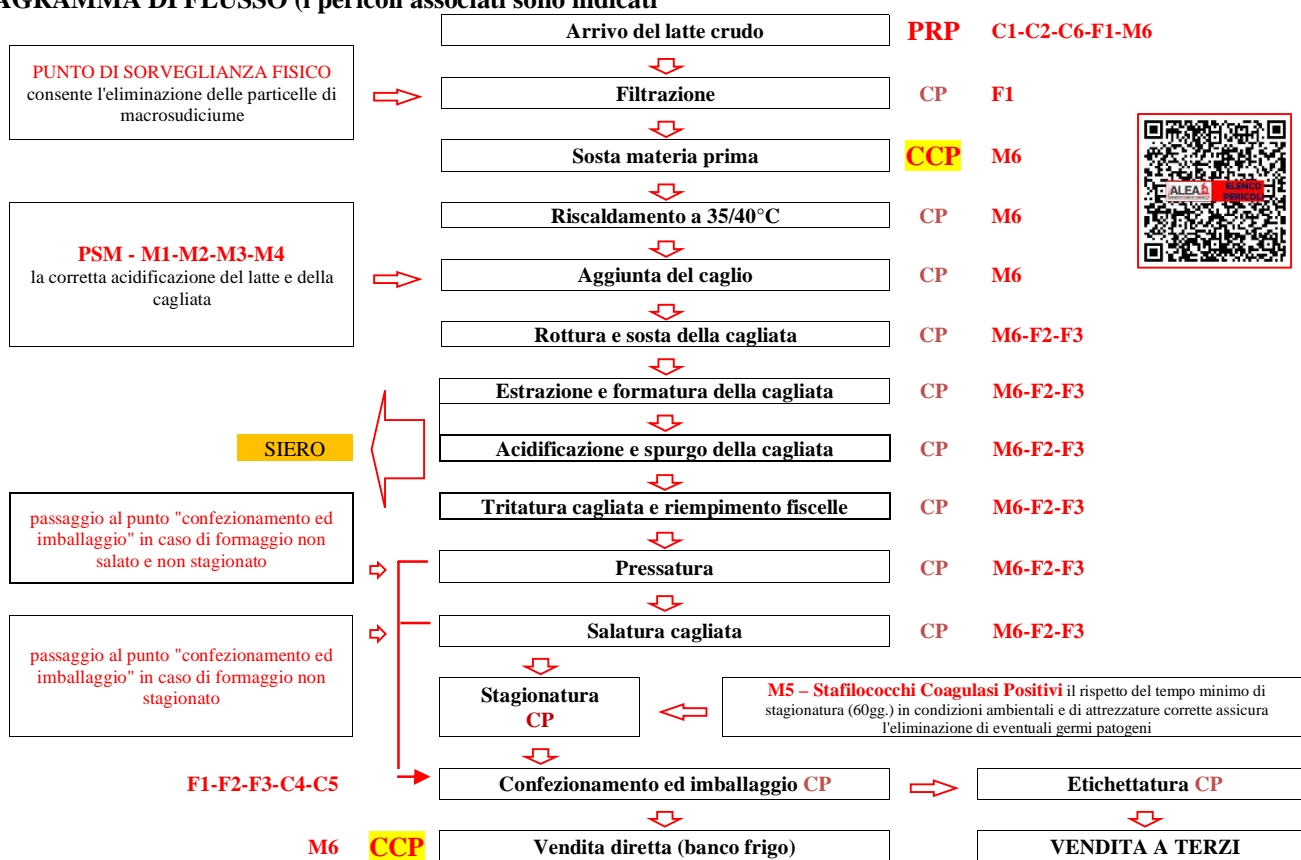 AGRAMMA DI FLUSSO (i pericoli associati sono indicati
Arrivo del latte crudo PRP C1-C2-C6-F1-M6
PUNTO DI SORVEGLIANZA FISICO
consente l'eliminazione delle particelle di
macrosudiciume
Filtrazione CP F1
Sosta materia prima CCP M6
ALEA ELENCO
PERICOLI
Riscaldamento a 35/40°C CP M6
PSM - M1-M2-M3-M4
la corretta acidificazione del latte e della
cagliata
Aggiunta del caglio CP M6
Rottura e sosta della cagliata CP M6-F2-F3
Estrazione e formatura della cagliata CP M6-F2-F3
SIERO
Acidificazione e spurgo della cagliata CP M6-F2-F3
Tritatura cagliata e riempimento fiscelle CP M6-F2-F3
passaggio al punto "confezionamento ed
imballaggio" in caso di formaggio non
salato e non stagionato
Pressatura CP M6-F2-F3
Salatura cagliata CP M6-F2-F3
passaggio al punto "confezionamento ed
imballaggio" in caso di formaggio non
stagionato
Stagionatura
CP
M5 – Stafilococchi Coagulasi Positivi il rispetto del tempo minimo di
stagionatura (60gg.) in condizioni ambientali e di attrezzature corrette assicura
l'eliminazione di eventuali germi patogeni
F1-F2-F3-C4-C5 Confezionamento ed imballaggio CP Etichettatura CP
M6 CCP Vendita diretta (banco frigo) VENDITA A TERZI